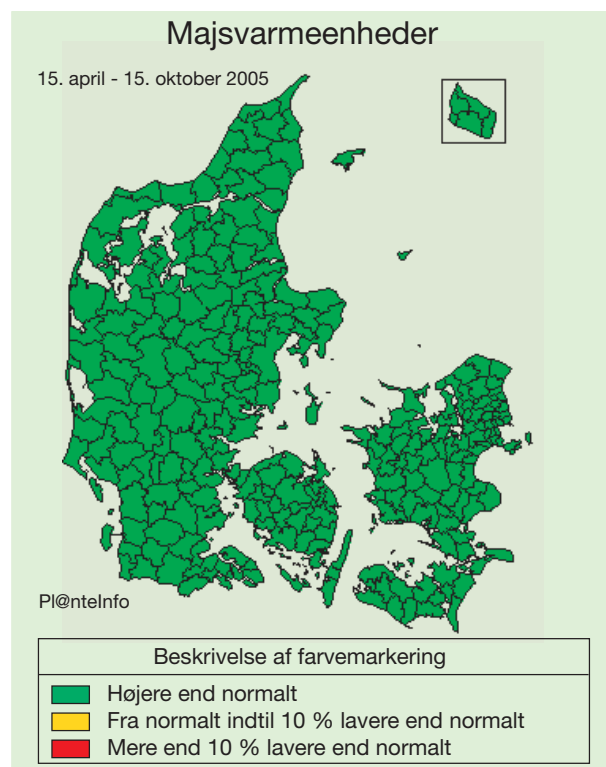 Majsvarmeenheder
15. april - 15. oktober 2005
Pl@nteInfo
Beskrivelse af farvemarkering
Højere end normalt
Fra normalt indtil 10 % lavere end normalt
Mere end 10 % lavere end normalt